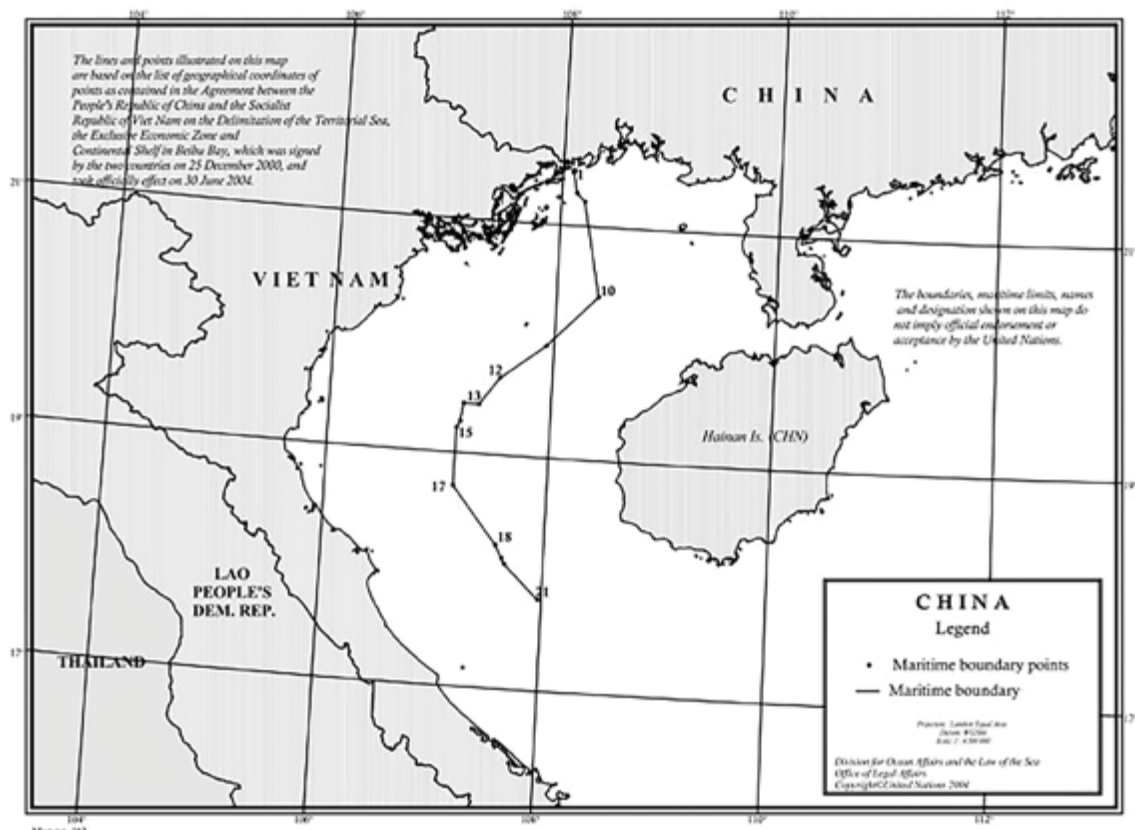 104°
106°
108°
110°
112°
The lines and points illustrated on this map
are based on the list of geographical coordinates of
points as contained in the Agreement between the
People's Republic of China and the Socialist
Republic of Viet Nam on the Delimitation of the Territorial Sea,
the Exclusive Economic Zone and
Continental Shelf in Beibu Bay, which was signed
by the two countries on 25 December 2000, and
took officially effect on 30 June 2004.
C H I N A
21°
1
21°
VIET NAM
10
The boundaries, maritime limits, names
and designation shown on this map do
not imply official endorsement or
acceptance by the United Nations.
12
13
19°
15
Hainan Is. (CHN)
17
19°
18
21
LAO
PEOPLE'S
DEM. REP.
THAILAND
17°
17°
CHINA
Legend
Maritime boundary points
Maritime boundary
Division for Ocean Affairs and the Law of the Sea
Office of Legal Affairs
Copyright©United Nations 2004
104°
106°
108°
110°
112°